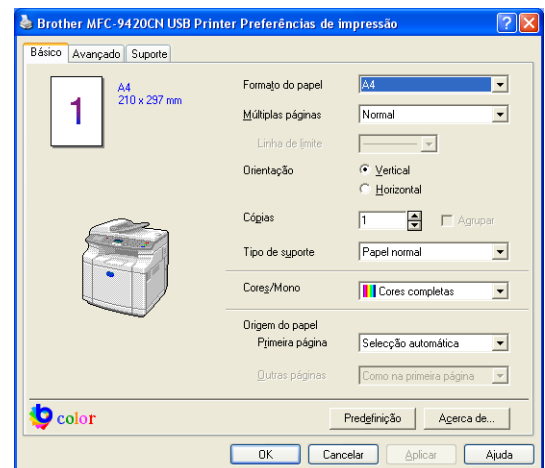 Brother MFC-9420CN USB Printer Preferências de impressão
Básico Avançado Suporte
1
A4
210 x 297 mm
Formato do papel A4
Múltiplas páginas Normal
Linha de limite
Orientação Vertical
Horizontal
Cópias 1 Agrupar
Tipo de suporte Papel normal
Cores/Mono Cores completas
Origem do papel
Primeira página Selecção automática
Outras páginas Como na primeira página
color
Predefinição Acerca de...
OK Cancelar Aplicar Ajuda